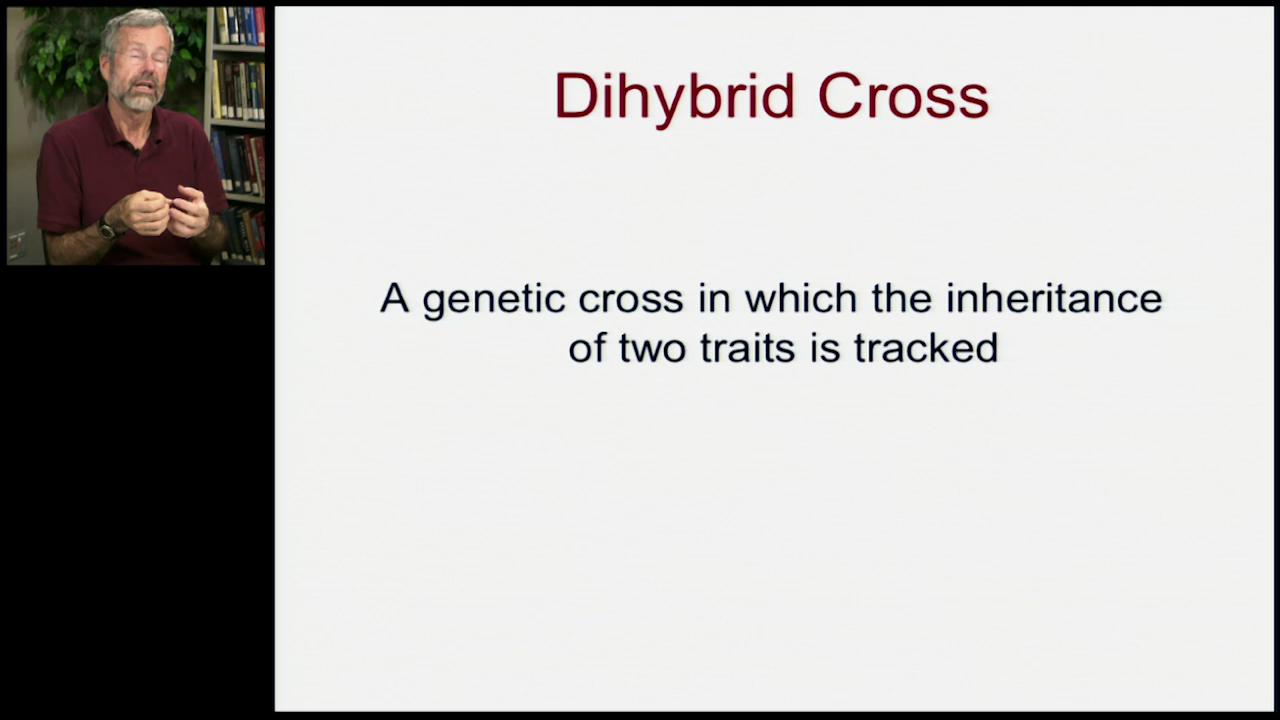 Dihybrid Cross
A genetic cross in which the inheritance
of two traits is tracked